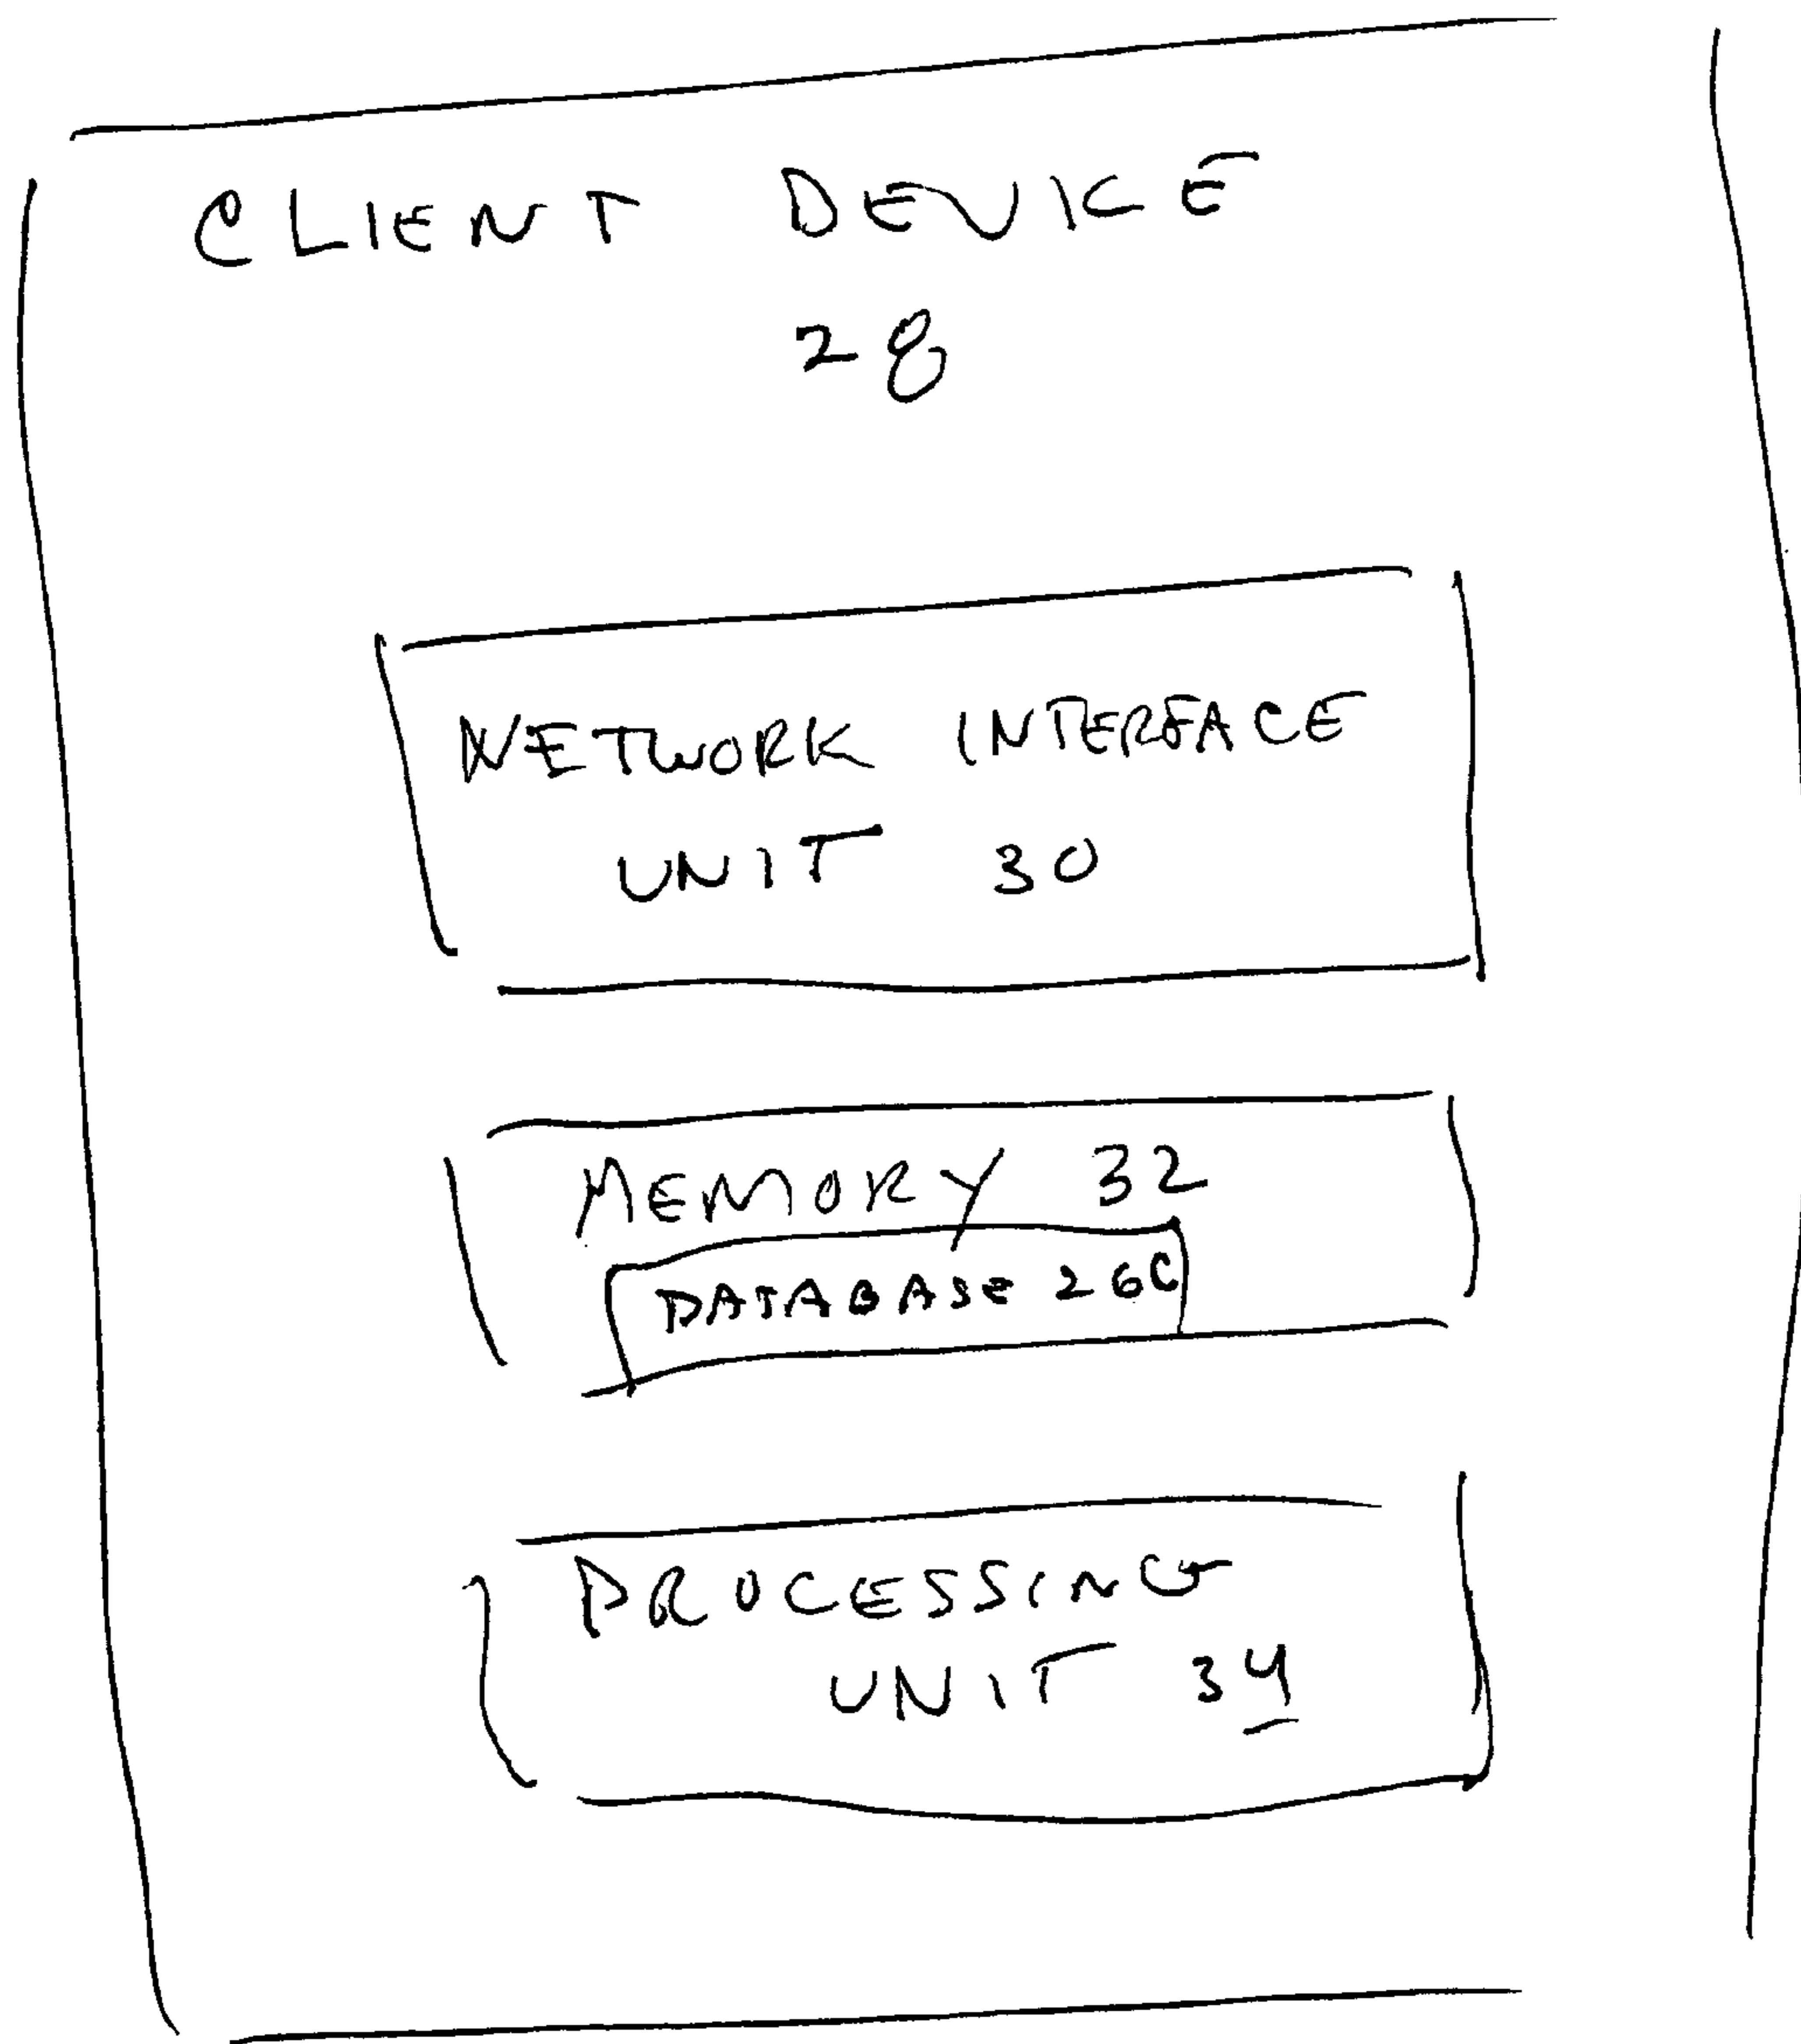 CLIENT DEVICE
28
NETWORK INTERFACE
UNIT 30
MEMORY 32
DATABASE 26C
PROCESSING
UNIT 34